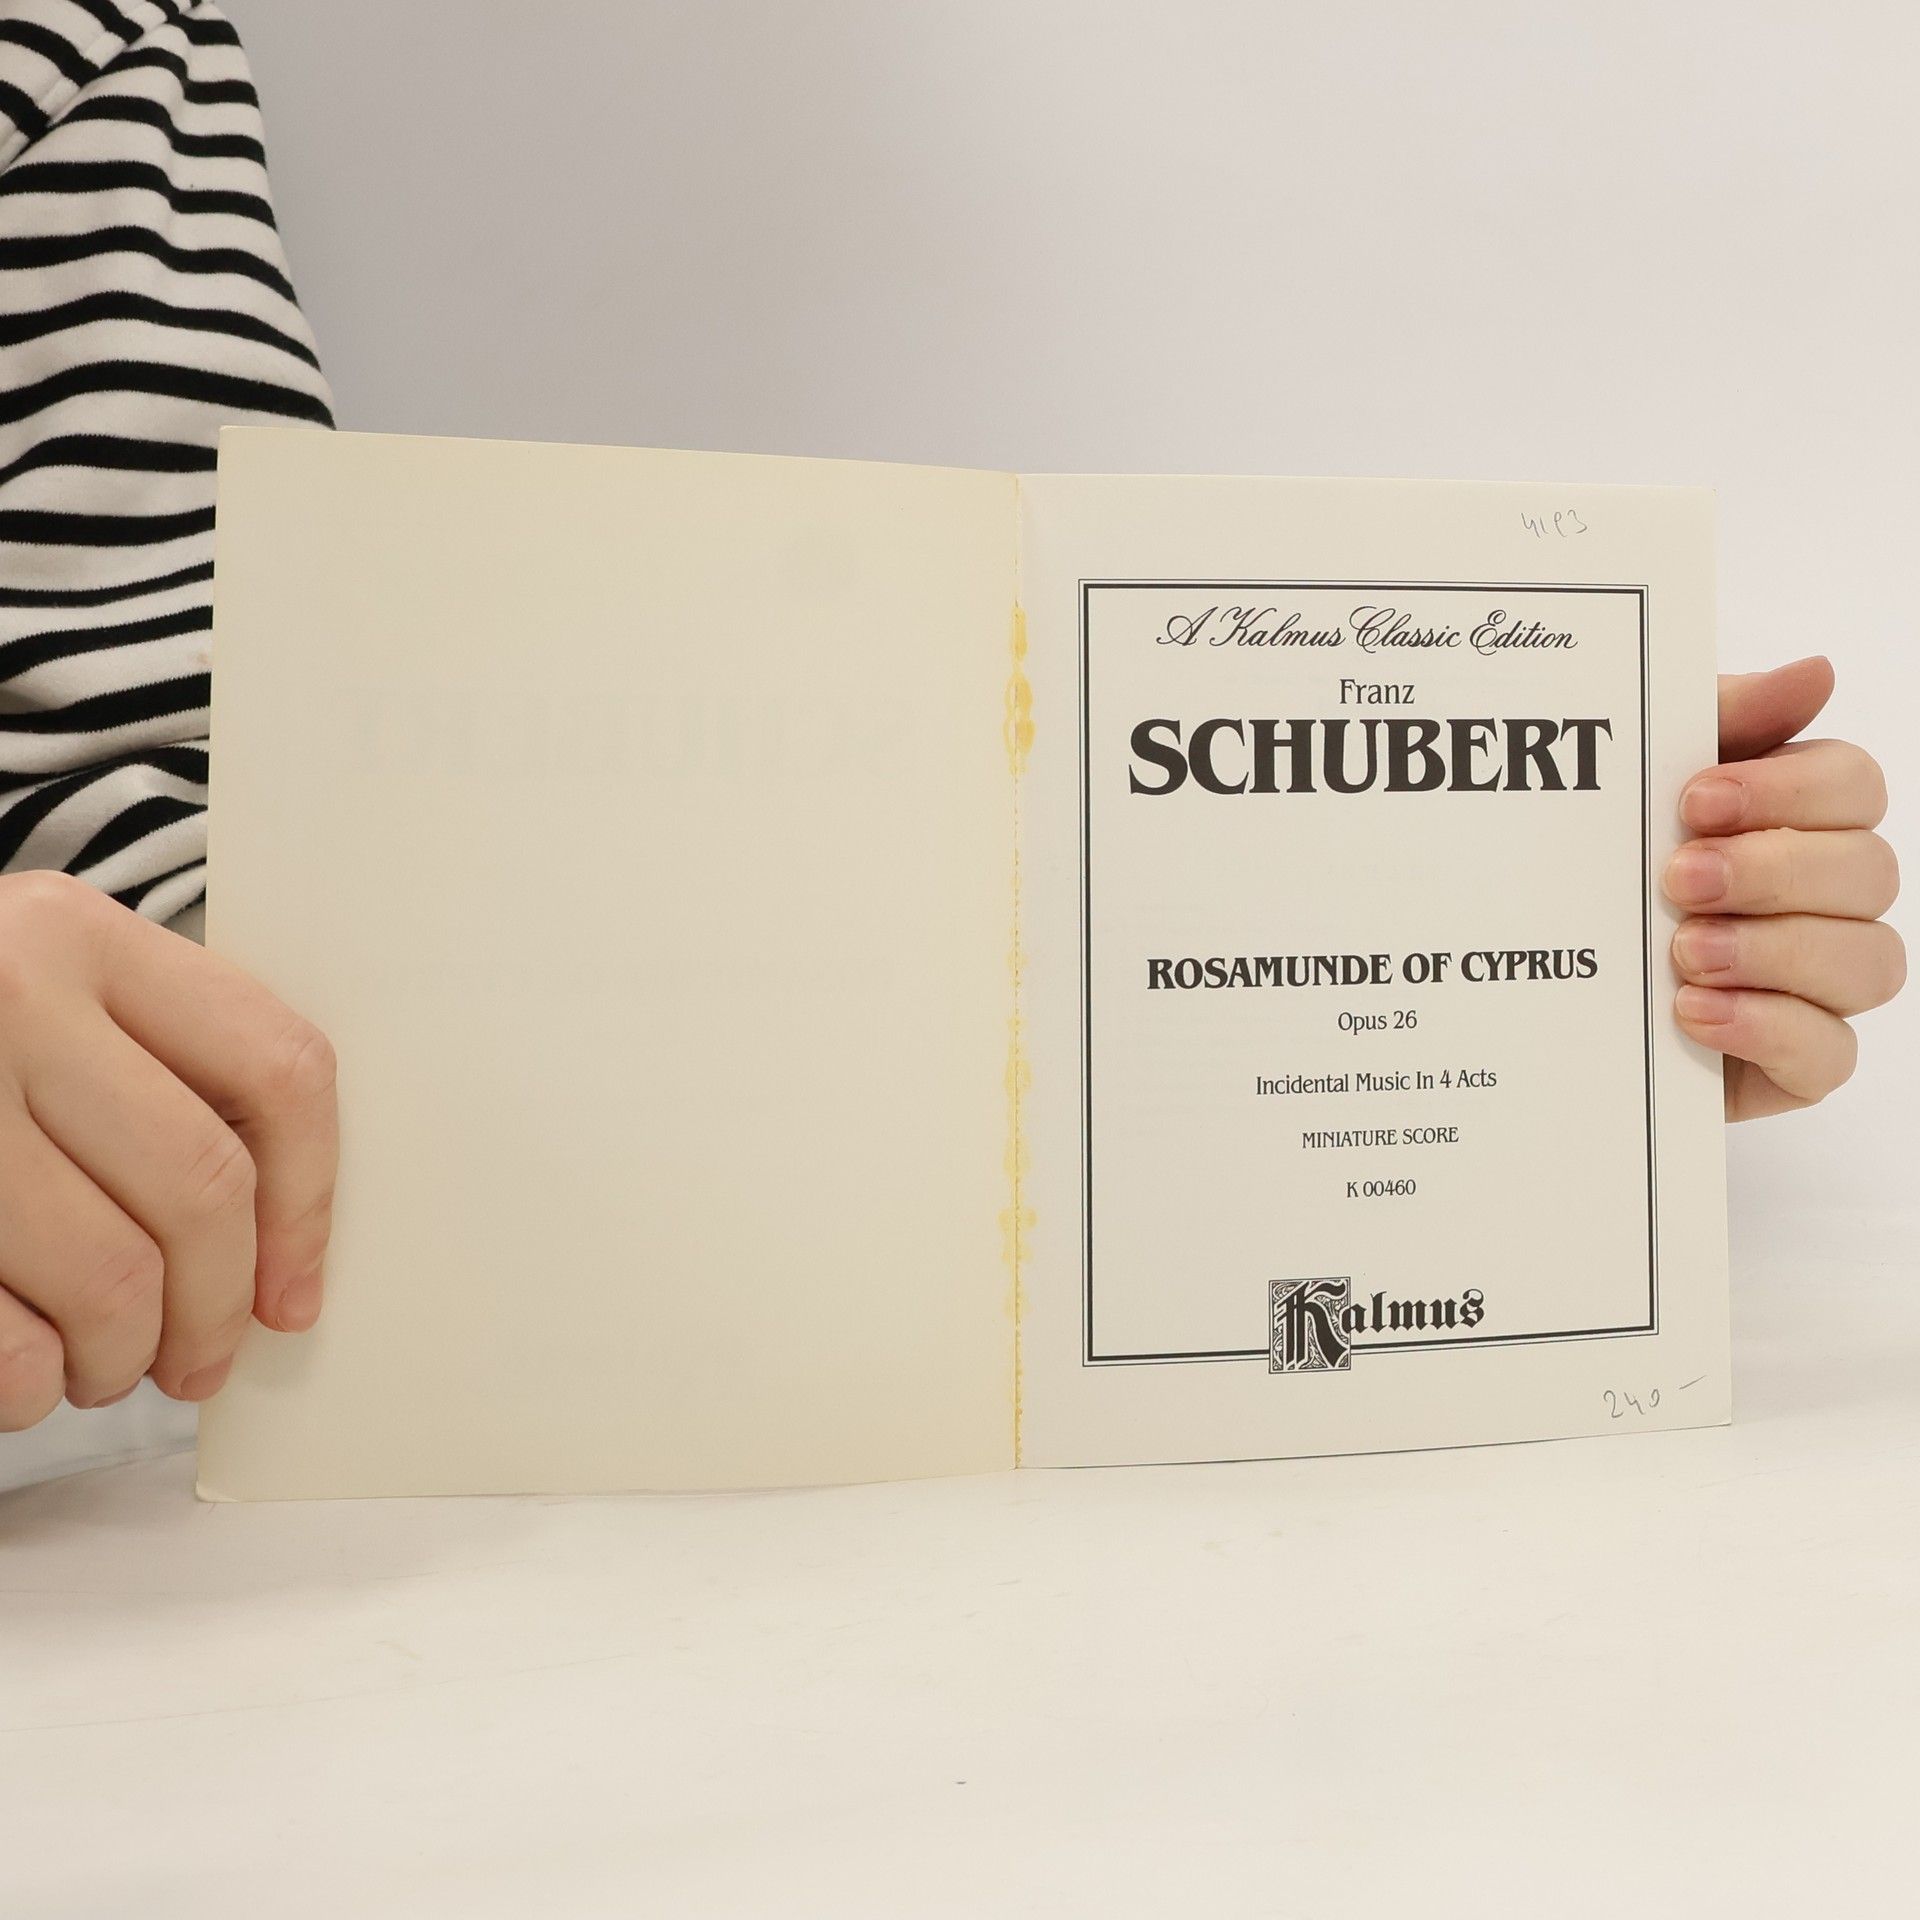 A Kalmus Classic Edition
Franz
SCHUBERT
ROSAMUNDE OF CYPRUS
Opus 26
Incidental Music In 4 Acts
MINIATURE SCORE
K 00460
Kalmus
240 -